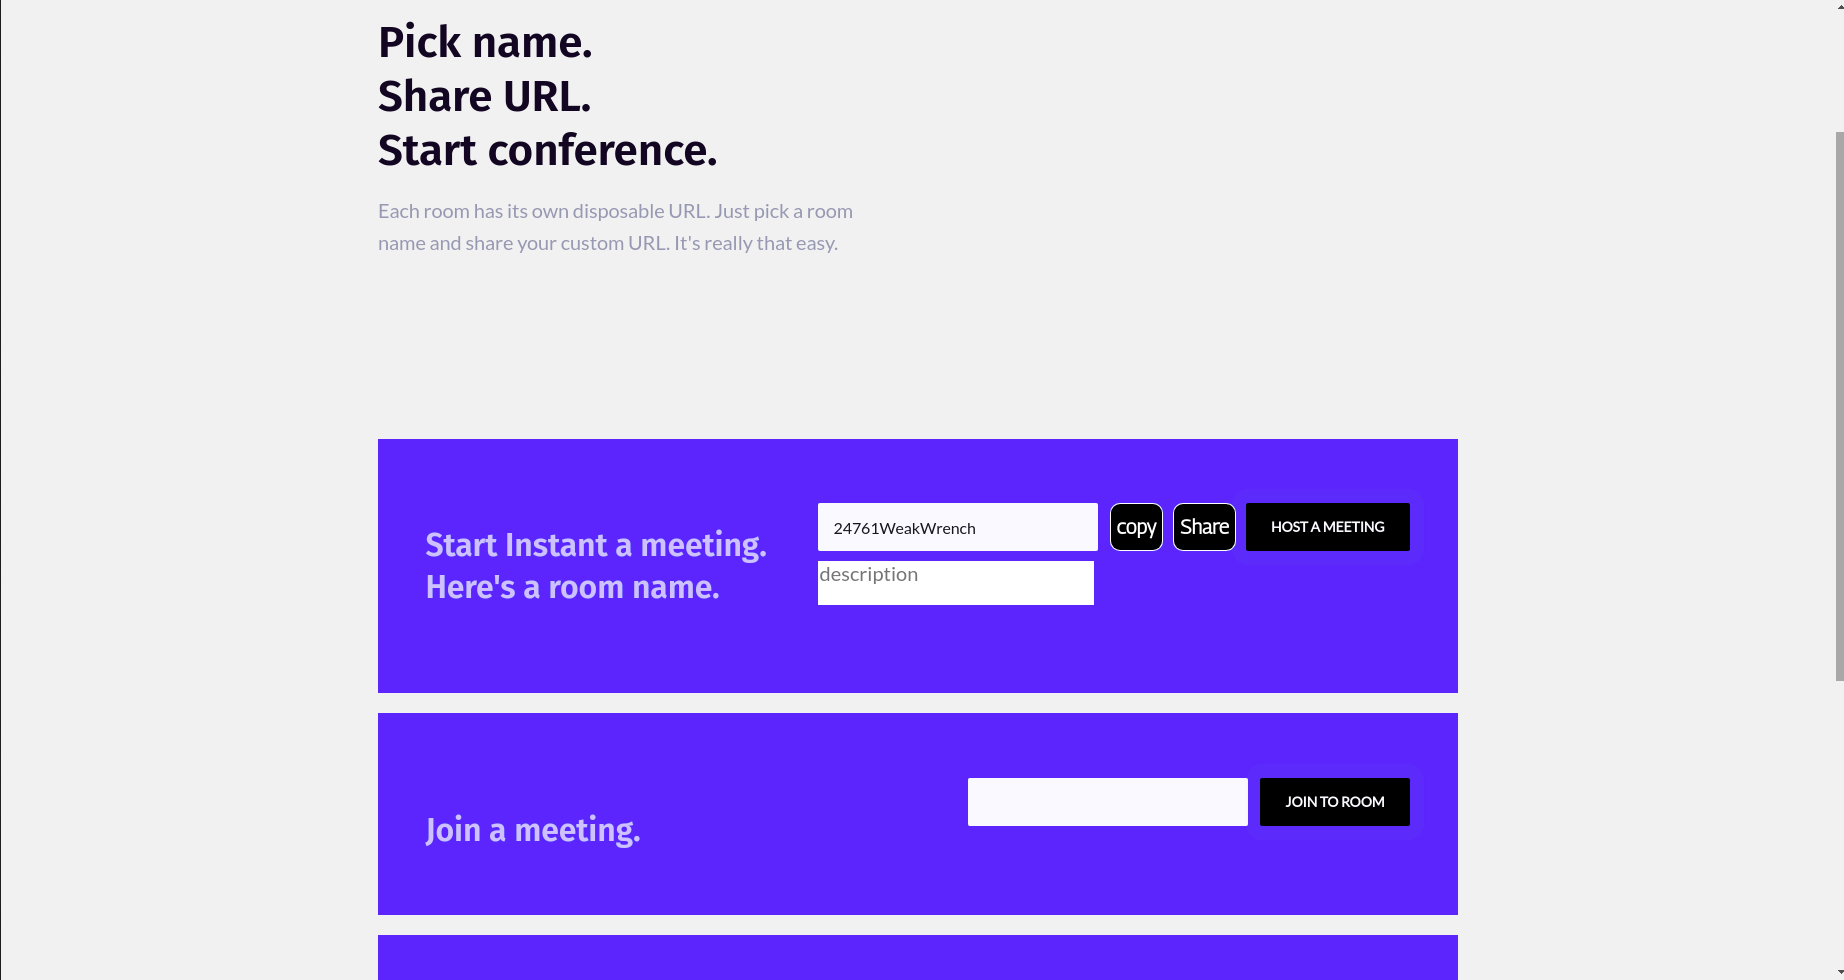 Pick name.
Share URL.
Start conference.
Each room has its own disposable URL. Just pick a room
name and share your custom URL. It's really that easy.
Start Instant a meeting.
Here's a room name.
24761WeakWrench
copy
Share
HOST A MEETING
description
Join a meeting.
JOIN TO ROOM